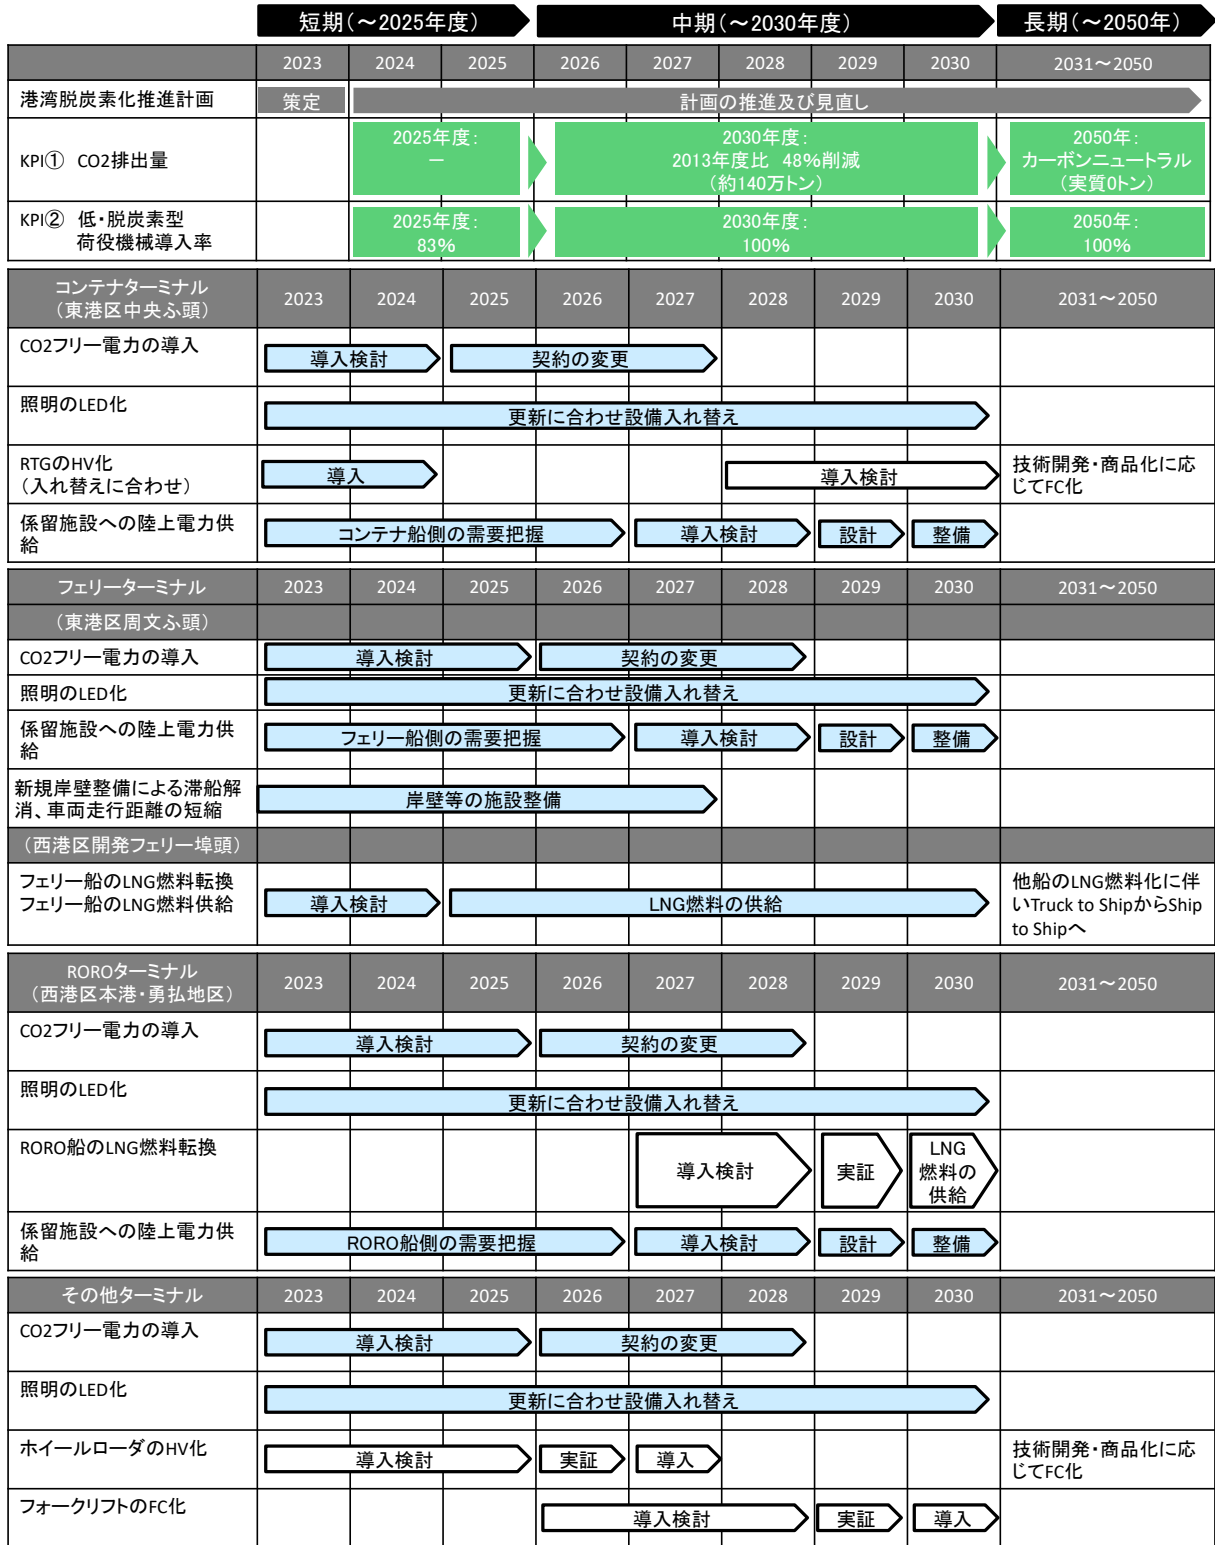 短期(～2025年度)
中期(～2030年度)
長期(～2050年)
2023 2024 2025 2026 2027 2028 2029 2030 2031～2050
港湾脱炭素化推進計画 策定 計画の推進及び見直し
KPI① CO2排出量
2025年度：
－
2030年度：
2013年度比 48%削減
（約140万トン）
2050年：
カーボンニュートラル
（実質0トン）
KPI② 低・脱炭素型
荷役機械導入率
2025年度：
83%
2030年度：
100%
2050年：
100%
コンテナターミナル
（東港区中央ふ頭）
2023 2024 2025 2026 2027 2028 2029 2030 2031～2050
CO2フリー電力の導入
導入検討 契約の変更
照明のLED化
更新に合わせ設備入れ替え
RTGのHV化
（入れ替えに合わせ）
導入 導入検討
技術開発・商品化に応
じてFC化
係留施設への陸上電力供
給
コンテナ船側の需要把握 導入検討 設計 整備
フェリーターミナル 2023 2024 2025 2026 2027 2028 2029 2030 2031～2050
（東港区周文ふ頭）
CO2フリー電力の導入 導入検討 契約の変更
照明のLED化 更新に合わせ設備入れ替え
係留施設への陸上電力供
給
フェリー船側の需要把握 導入検討 設計 整備
新規岸壁整備による滞船解
消、車両走行距離の短縮
岸壁等の施設整備
（西港区開発フェリー埠頭）
フェリー船のLNG燃料転換
フェリー船のLNG燃料供給
導入検討 LNG燃料の供給
他船のLNG燃料化に伴
いTruck to ShipからShip
to Shipへ
ROROターミナル
（西港区本港・勇払地区）
2023 2024 2025 2026 2027 2028 2029 2030 2031～2050
CO2フリー電力の導入
導入検討 契約の変更
照明のLED化
更新に合わせ設備入れ替え
RORO船のLNG燃料転換
導入検討 実証
LNG
燃料の
供給
係留施設への陸上電力供
給
RORO船側の需要把握 導入検討 設計 整備
その他ターミナル 2023 2024 2025 2026 2027 2028 2029 2030 2031～2050
CO2フリー電力の導入
導入検討 契約の変更
照明のLED化
更新に合わせ設備入れ替え
ホイールローダのHV化
導入検討 実証 導入
技術開発・商品化に応
じてFC化
フォークリフトのFC化
導入検討 実証 導入